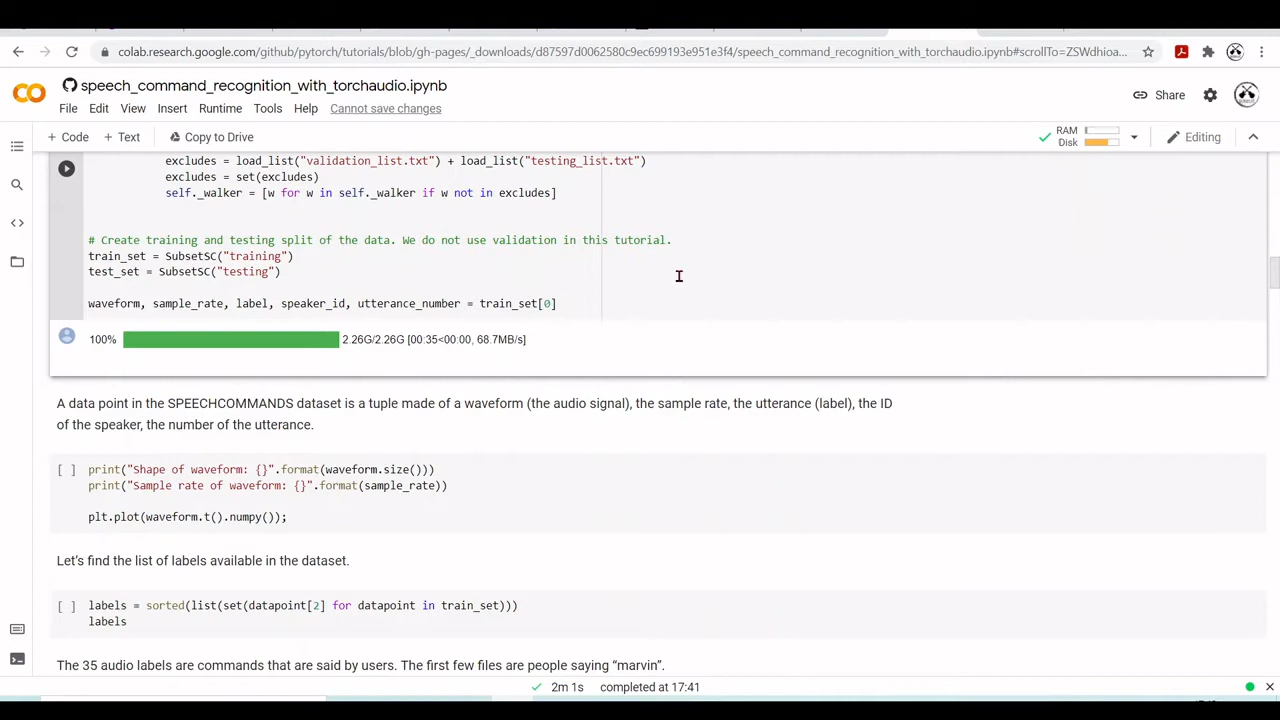 colab.research.google.com/github/pytorch/tutorials/blob/gh-pages/_downloads/d87597d0062580c9ec699193e951e3f4/speech_command_recognition_with_torchaudio.ipynb#scrollTo=ZSWdhioa...
speech_command_recognition_with_torchaudio.ipynb
Share
File Edit View Insert Runtime Tools Help Cannot save changes
+ Code + Text Copy to Drive
RAM
Disk
Editing
excludes = load_list("validation_list.txt") + load_list("testing_list.txt")
excludes = set(excludes)
self._walker = [w for w in self._walker if w not in excludes]
# Create training and testing split of the data. We do not use validation in this tutorial.
train_set = SubsetSC("training")
test_set = SubsetSC("testing")
waveform, sample_rate, label, speaker_id, utterance_number = train_set[0]
100% 2.26G/2.26G [00:35<00:00, 68.7MB/s]
A data point in the SPEECHCOMMANDS dataset is a tuple made of a waveform (the audio signal), the sample rate, the utterance (label), the ID
of the speaker, the number of the utterance.
[ ] print("Shape of waveform: {}".format(waveform.size()))
print("Sample rate of waveform: {}".format(sample_rate))
plt.plot(waveform.t().numpy());
Let's find the list of labels available in the dataset.
[ ] labels = sorted(list(set(datapoint[2] for datapoint in train_set)))
labels
The 35 audio labels are commands that are said by users. The first few files are people saying “marvin”.
2m 1s completed at 17:41